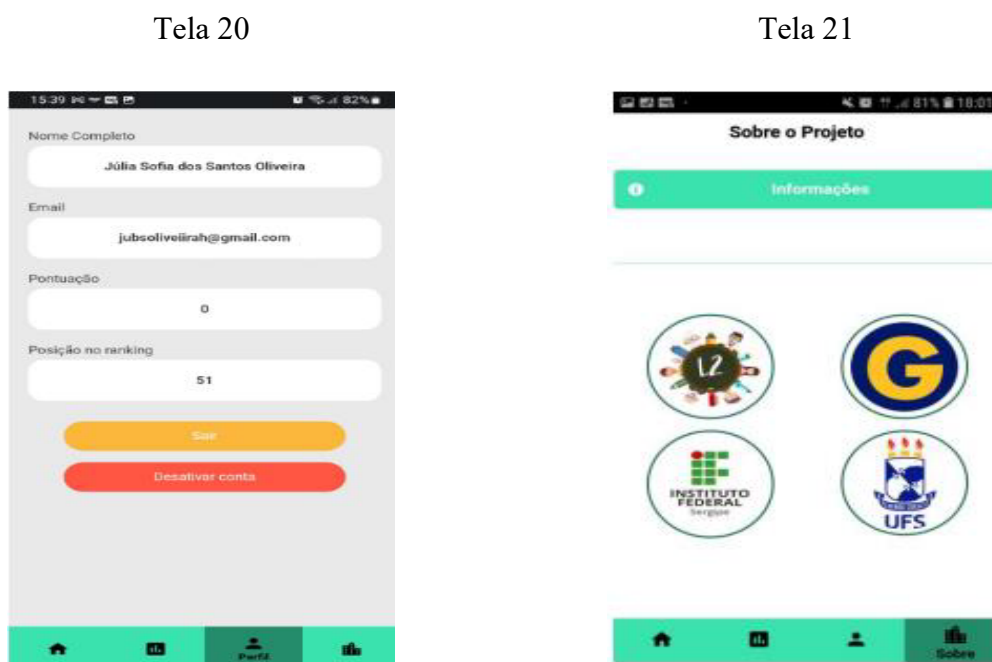 Tela 20
Tela 21
15:39
82%
Nome Completo
Júlia Sofia dos Santos Oliveira
Email
jubsoliveiirah@gmail.com
Pontuação
0
Posição no ranking
51
Sair
Desativar conta
Perfil
81% 18:01
Sobre o Projeto
Informações
L2
G
INSTITUTO
FEDERAL
Sergipe
UFS
Sobre